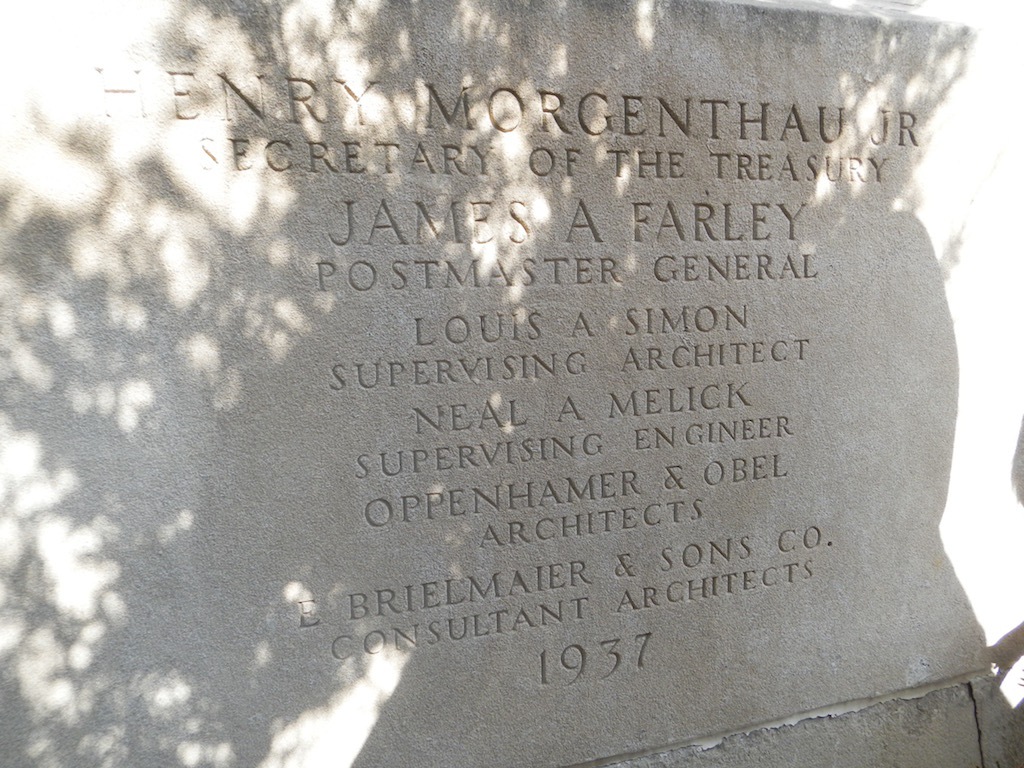 HENRY MORGENTHAU JR
SECRETARY OF THE TREASURY
JAMES A FARLEY
POSTMASTER GENERAL
LOUIS A SIMON
SUPERVISING ARCHITECT
NEAL A MELICK
SUPERVISING ENGINEER
OPPENHAMER & OBEL
ARCHITECTS
E BRIELMAIER & SONS CO.
CONSULTANT ARCHITECTS
1937